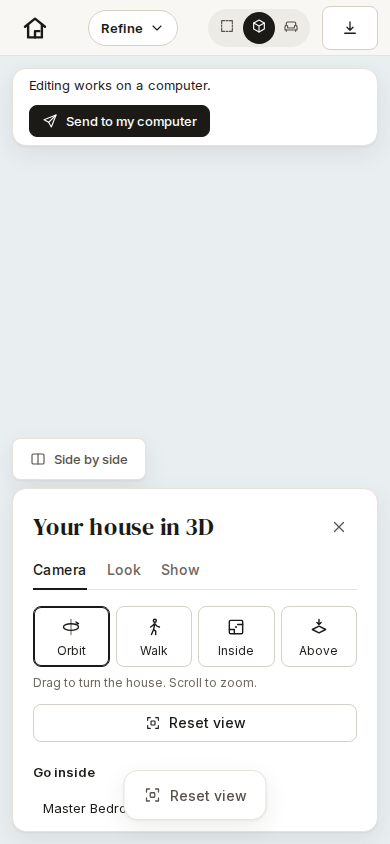 Refine
Editing works on a computer.
Send to my computer
Side by side
Your house in 3D
Camera Look Show
Orbit Walk Inside Above
Drag to turn the house. Scroll to zoom.
Reset view
Go inside
Master
Reset view